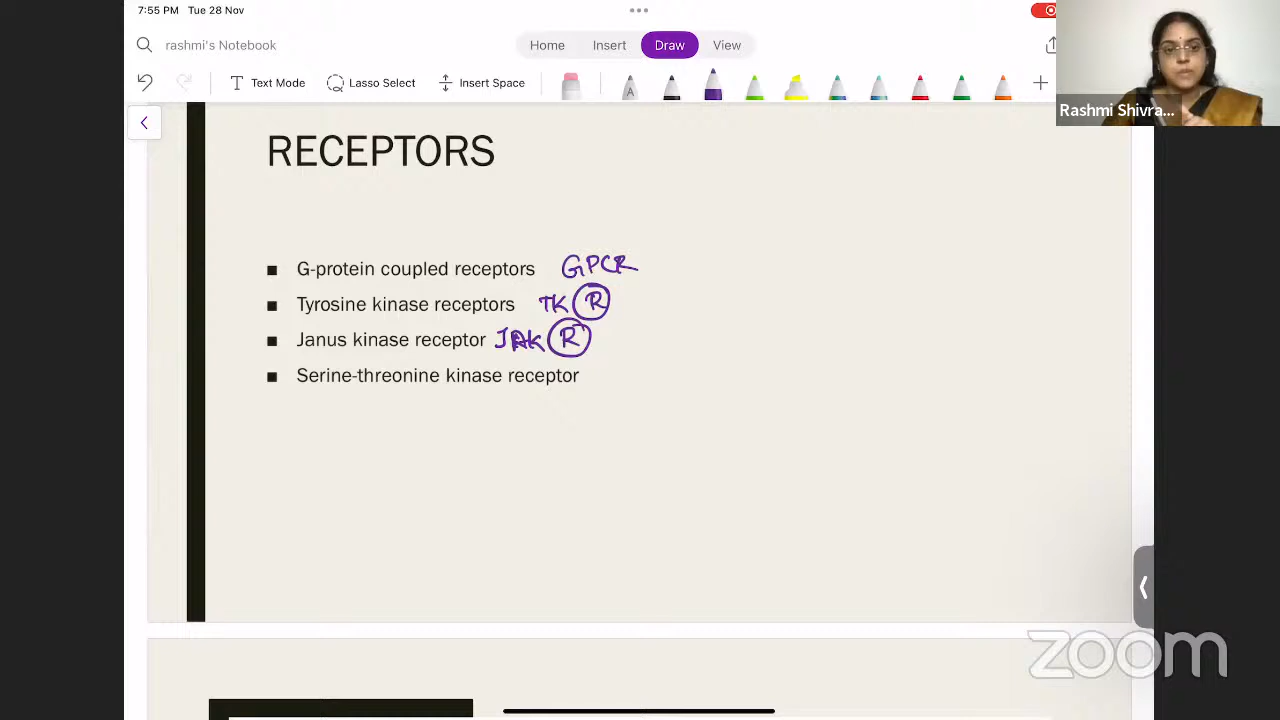 7:55 PM Tue 28 Nov
rashmi's Notebook
Home Insert Draw View
Text Mode Lasso Select Insert Space
A
Rashmi Shivra...
RECEPTORS
■ G-protein coupled receptors GPCR
■ Tyrosine kinase receptors TK R
■ Janus kinase receptor JAK R
■ Serine-threonine kinase receptor
zoom